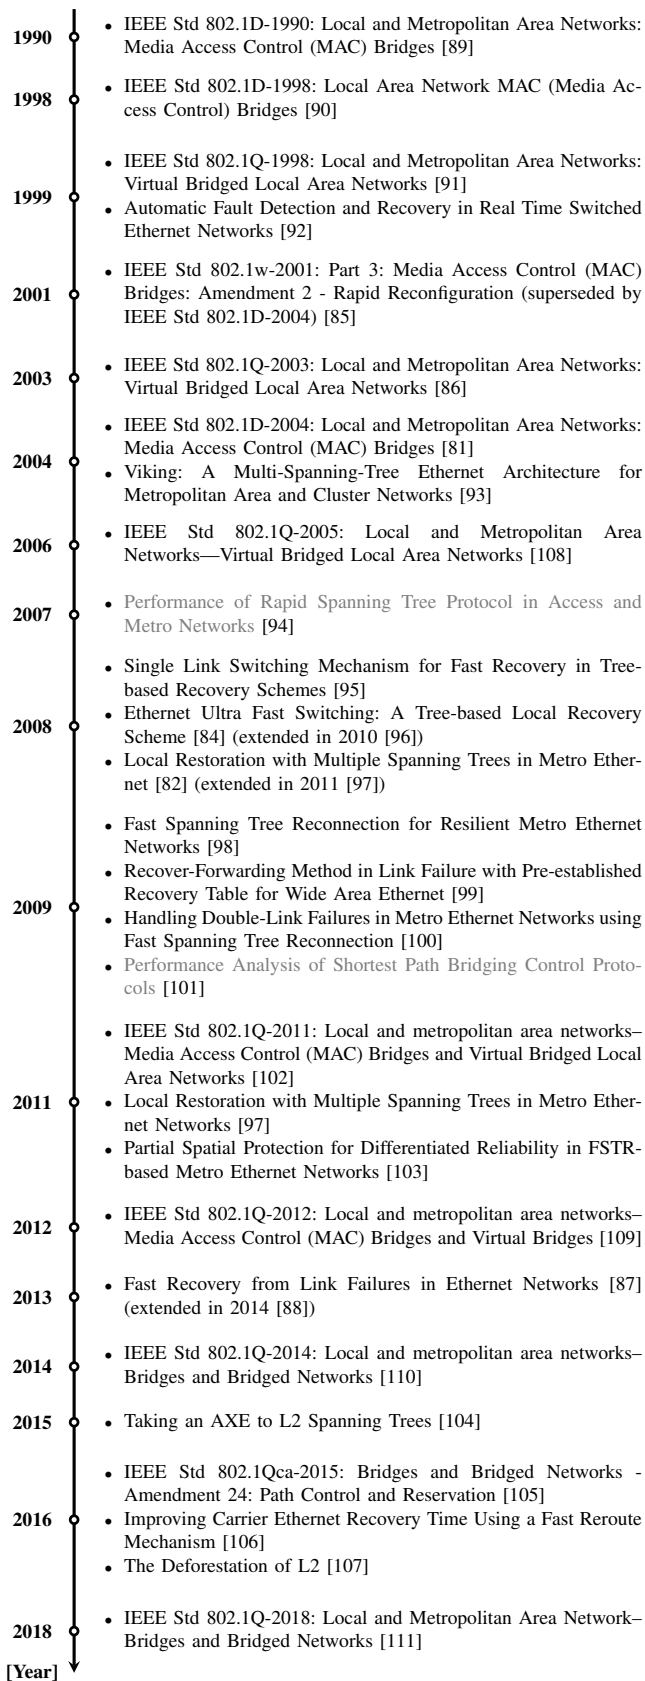 1990
• IEEE Std 802.1D-1990: Local and Metropolitan Area Networks:
Media Access Control (MAC) Bridges [89]
1998
• IEEE Std 802.1D-1998: Local Area Network MAC (Media Ac-
cess Control) Bridges [90]
1999
• IEEE Std 802.1Q-1998: Local and Metropolitan Area Networks:
Virtual Bridged Local Area Networks [91]
• Automatic Fault Detection and Recovery in Real Time Switched
Ethernet Networks [92]
2001
• IEEE Std 802.1w-2001: Part 3: Media Access Control (MAC)
Bridges: Amendment 2 - Rapid Reconfiguration (superseded by
IEEE Std 802.1D-2004) [85]
2003
• IEEE Std 802.1Q-2003: Local and Metropolitan Area Networks:
Virtual Bridged Local Area Networks [86]
2004
• IEEE Std 802.1D-2004: Local and Metropolitan Area Networks:
Media Access Control (MAC) Bridges [81]
• Viking: A Multi-Spanning-Tree Ethernet Architecture for
Metropolitan Area and Cluster Networks [93]
2006
• IEEE Std 802.1Q-2005: Local and Metropolitan Area
Networks—Virtual Bridged Local Area Networks [108]
2007
• Performance of Rapid Spanning Tree Protocol in Access and
Metro Networks [94]
2008
• Single Link Switching Mechanism for Fast Recovery in Tree-
based Recovery Schemes [95]
• Ethernet Ultra Fast Switching: A Tree-based Local Recovery
Scheme [84] (extended in 2010 [96])
• Local Restoration with Multiple Spanning Trees in Metro Ether-
net [82] (extended in 2011 [97])
2009
• Fast Spanning Tree Reconnection for Resilient Metro Ethernet
Networks [98]
• Recover-Forwarding Method in Link Failure with Pre-established
Recovery Table for Wide Area Ethernet [99]
• Handling Double-Link Failures in Metro Ethernet Networks using
Fast Spanning Tree Reconnection [100]
• Performance Analysis of Shortest Path Bridging Control Proto-
cols [101]
2011
• IEEE Std 802.1Q-2011: Local and metropolitan area networks–
Media Access Control (MAC) Bridges and Virtual Bridged Local
Area Networks [102]
• Local Restoration with Multiple Spanning Trees in Metro Ether-
net Networks [97]
• Partial Spatial Protection for Differentiated Reliability in FSTR-
based Metro Ethernet Networks [103]
2012
• IEEE Std 802.1Q-2012: Local and metropolitan area networks–
Media Access Control (MAC) Bridges and Virtual Bridges [109]
2013
• Fast Recovery from Link Failures in Ethernet Networks [87]
(extended in 2014 [88])
2014
• IEEE Std 802.1Q-2014: Local and metropolitan area networks–
Bridges and Bridged Networks [110]
2015
• Taking an AXE to L2 Spanning Trees [104]
2016
• IEEE Std 802.1Qca-2015: Bridges and Bridged Networks -
Amendment 24: Path Control and Reservation [105]
• Improving Carrier Ethernet Recovery Time Using a Fast Reroute
Mechanism [106]
• The Deforestation of L2 [107]
2018
• IEEE Std 802.1Q-2018: Local and Metropolitan Area Network–
Bridges and Bridged Networks [111]
[Year]